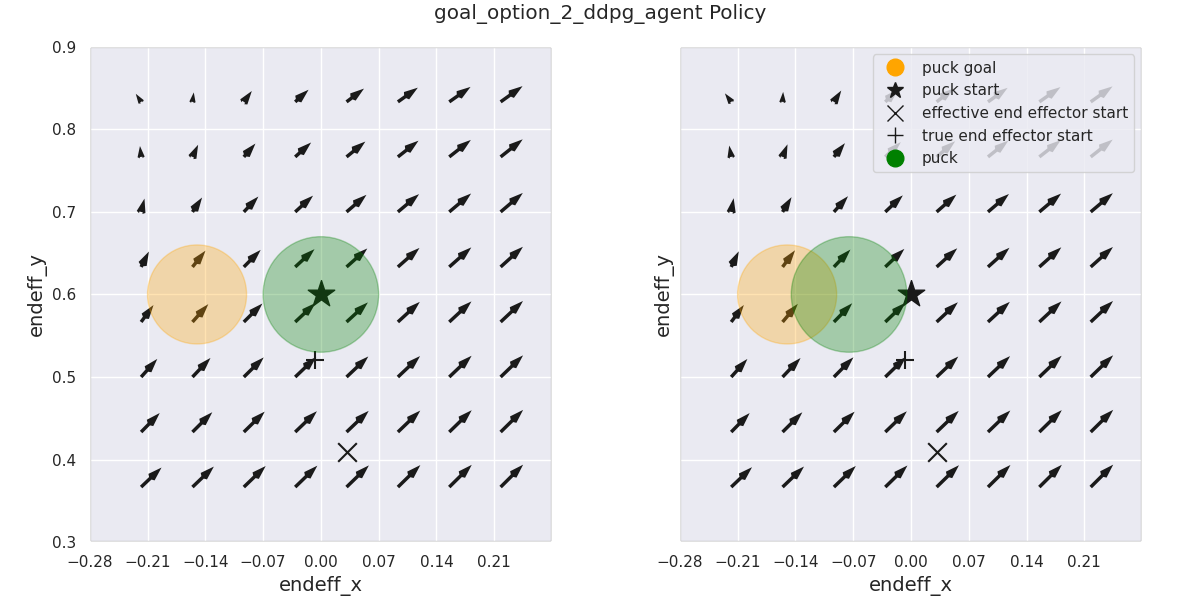 goal_option_2_ddpg_agent Policy
0.9
0.8
0.7
0.6
0.5
0.4
0.3
endeff_y
−0.28 −0.21 −0.14 −0.07 0.00 0.07 0.14 0.21
endeff_x
puck goal
puck start
effective end effector start
true end effector start
puck
endeff_y
−0.28 −0.21 −0.14 −0.07 0.00 0.07 0.14 0.21
endeff_x